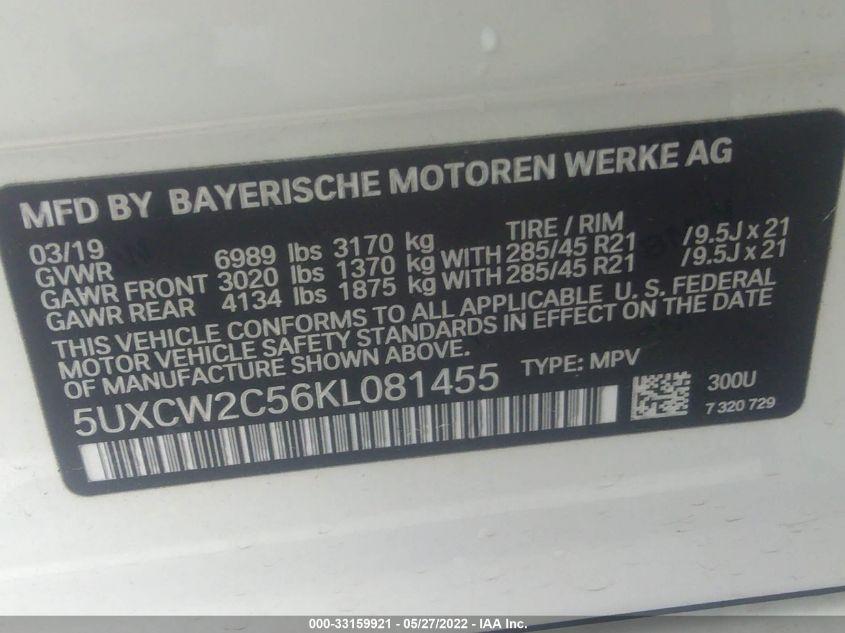 MFD BY BAYERISCHE MOTOREN WERKE AG
03/19 TIRE / RIM
GVWR 6989 lbs 3170 kg
GAWR FRONT 3020 lbs 1370 kg WITH 285/45 R21 /9.5J x 21
GAWR REAR 4134 lbs 1875 kg WITH 285/45 R21 /9.5J x 21
THIS VEHICLE CONFORMS TO ALL APPLICABLE U. S. FEDERAL
MOTOR VEHICLE SAFETY STANDARDS IN EFFECT ON THE DATE
OF MANUFACTURE SHOWN ABOVE.
5UXCW2C56KL081455 TYPE: MPV
300U
7 320 729
000-33159921 - 05/27/2022 - IAA Inc.